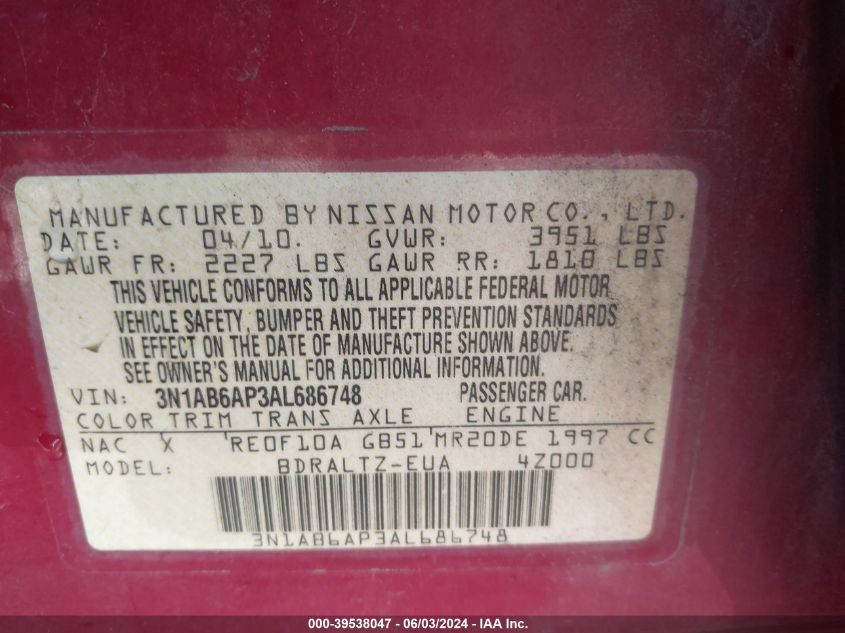 MANUFACTURED BY NISSAN MOTOR CO., LTD.
DATE: 04/10. GVWR: 3951 LBS
GAWR FR: 2227 LBS GAWR RR: 1810 LBS
THIS VEHICLE CONFORMS TO ALL APPLICABLE FEDERAL MOTOR
VEHICLE SAFETY, BUMPER AND THEFT PREVENTION STANDARDS
IN EFFECT ON THE DATE OF MANUFACTURE SHOWN ABOVE.
SEE OWNER'S MANUAL FOR ADDITIONAL INFORMATION.
VIN: 3N1AB6AP3AL686748 PASSENGER CAR.
COLOR TRIM TRANS AXLE ENGINE
NAC X RE0F10A GB51 MR20DE 1997 CC
MODEL: BDRALTZ-EUA 4Z000
3N1AB6AP3AL686748
000-39538047 - 06/03/2024 - IAA Inc.